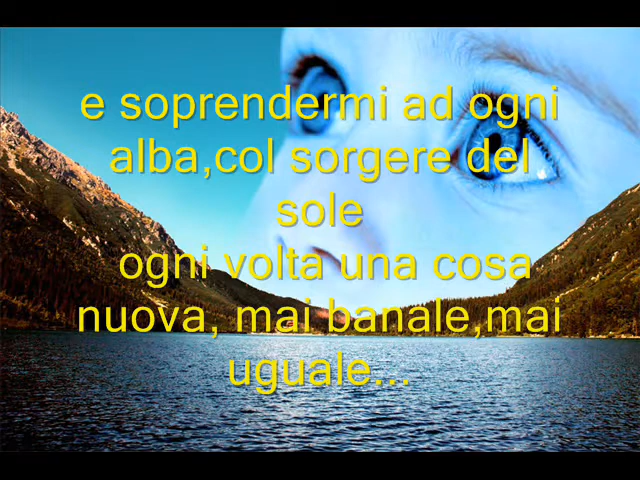 e soprendermi ad ogni
alba,col sorgere del
sole
ogni volta una cosa
nuova, mai banale,mai
uguale...